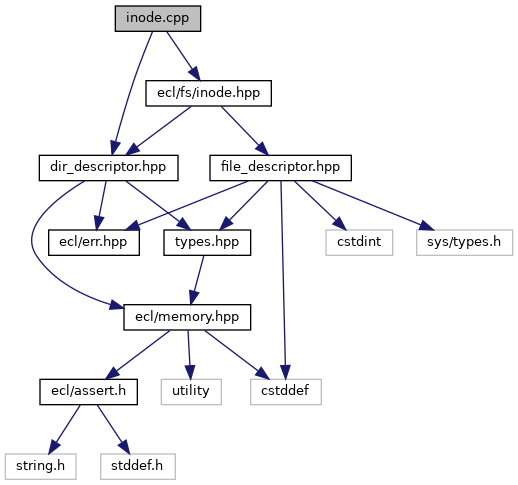 inode.cpp
ecl/fs/inode.hpp
dir_descriptor.hpp
file_descriptor.hpp
ecl/err.hpp
types.hpp
cstdint
sys/types.h
ecl/memory.hpp
ecl/assert.h
utility
cstddef
string.h
stddef.h